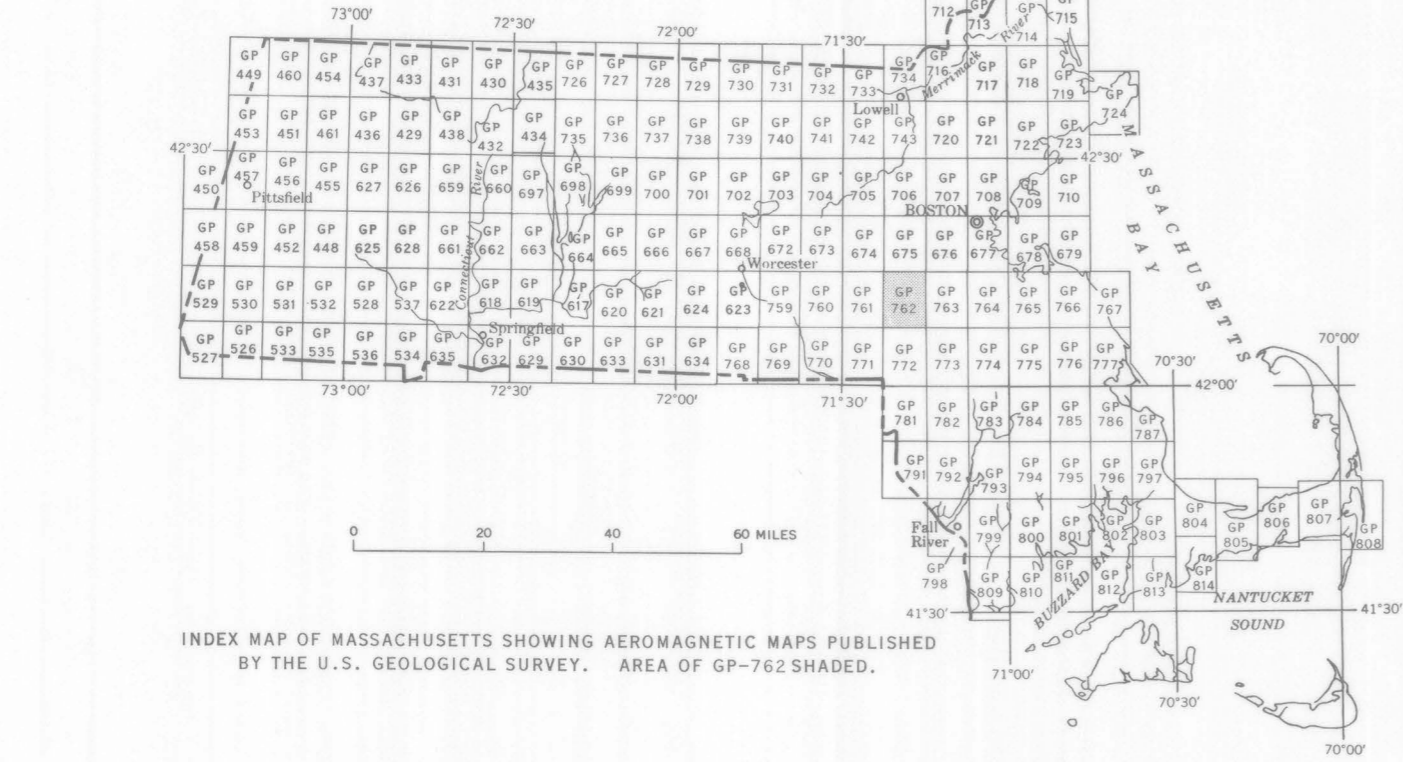 73°00' 72°30' 72°00' 71°30'
GP 712 GP 713 GP 714 GP 715
GP 449 GP 460 GP 454 GP 437 GP 433 GP 431 GP 430 GP 435 GP 726 GP 727 GP 728 GP 729 GP 730 GP 731 GP 732 GP 733 GP 734 GP 716 GP 717 GP 718 GP 719
Merrimack River
Lowell
GP 724
GP 453 GP 451 GP 461 GP 436 GP 429 GP 438 GP 432 GP 434 GP 735 GP 736 GP 737 GP 738 GP 739 GP 740 GP 741 GP 742 GP 743 GP 720 GP 721 GP 722 GP 723
42°30' 42°30'
GP 450 GP 457 GP 456 GP 455 GP 627 GP 626 GP 659 GP 660 GP 697 GP 698 GP 699 GP 700 GP 701 GP 702 GP 703 GP 704 GP 705 GP 706 GP 707 GP 708 GP 709 GP 710
Pittsfield
BOSTON
MASSACHUSETTS BAY
GP 458 GP 459 GP 452 GP 448 GP 625 GP 628 GP 661 GP 662 GP 663 GP 664 GP 665 GP 666 GP 667 GP 668 GP 672 GP 673 GP 674 GP 675 GP 676 GP 677 GP 678 GP 679
Connecticut River
Worcester
GP 529 GP 530 GP 531 GP 532 GP 528 GP 537 GP 622 GP 618 GP 619 GP 617 GP 620 GP 621 GP 624 GP 623 GP 759 GP 760 GP 761 GP 762 GP 763 GP 764 GP 765 GP 766 GP 767
Springfield
GP 527 GP 526 GP 533 GP 535 GP 536 GP 534 GP 635 GP 632 GP 629 GP 630 GP 633 GP 631 GP 634 GP 768 GP 769 GP 770 GP 771 GP 772 GP 773 GP 774 GP 775 GP 776 GP 777
73°00' 72°30' 72°00' 71°30' 70°30' 42°00' 70°00'
GP 781 GP 782 GP 783 GP 784 GP 785 GP 786 GP 787
GP 791 GP 792 GP 793 GP 794 GP 795 GP 796 GP 797
Fall River
GP 799 GP 800 GP 801 GP 802 GP 803 GP 804 GP 805 GP 806 GP 807 GP 808
GP 798 GP 809 GP 810 GP 811 GP 812 GP 813 GP 814
BUZZARD BAY
NANTUCKET
SOUND
41°30' 41°30'
71°00' 70°30' 70°00'
0 20 40 60 MILES
INDEX MAP OF MASSACHUSETTS SHOWING AEROMAGNETIC MAPS PUBLISHED
BY THE U.S. GEOLOGICAL SURVEY. AREA OF GP-762 SHADED.